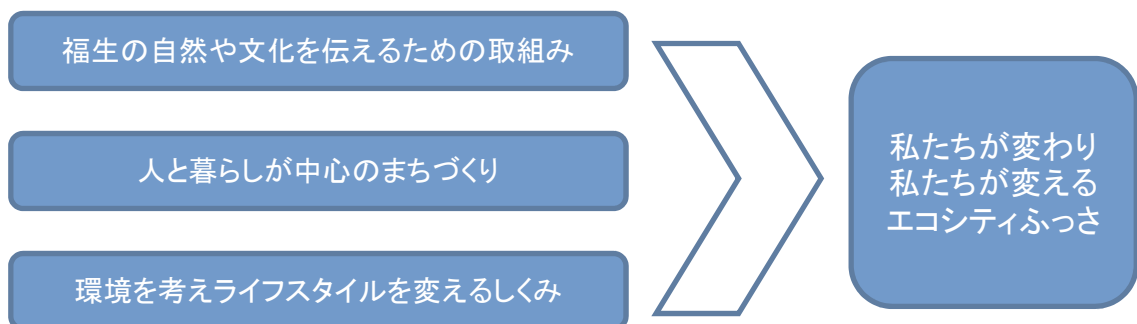 福生の自然や文化を伝えるための取組み
人と暮らしが中心のまちづくり
環境を考えライフスタイルを変えるしくみ
私たちが変わり
私たちが変える
エコシティふっさ